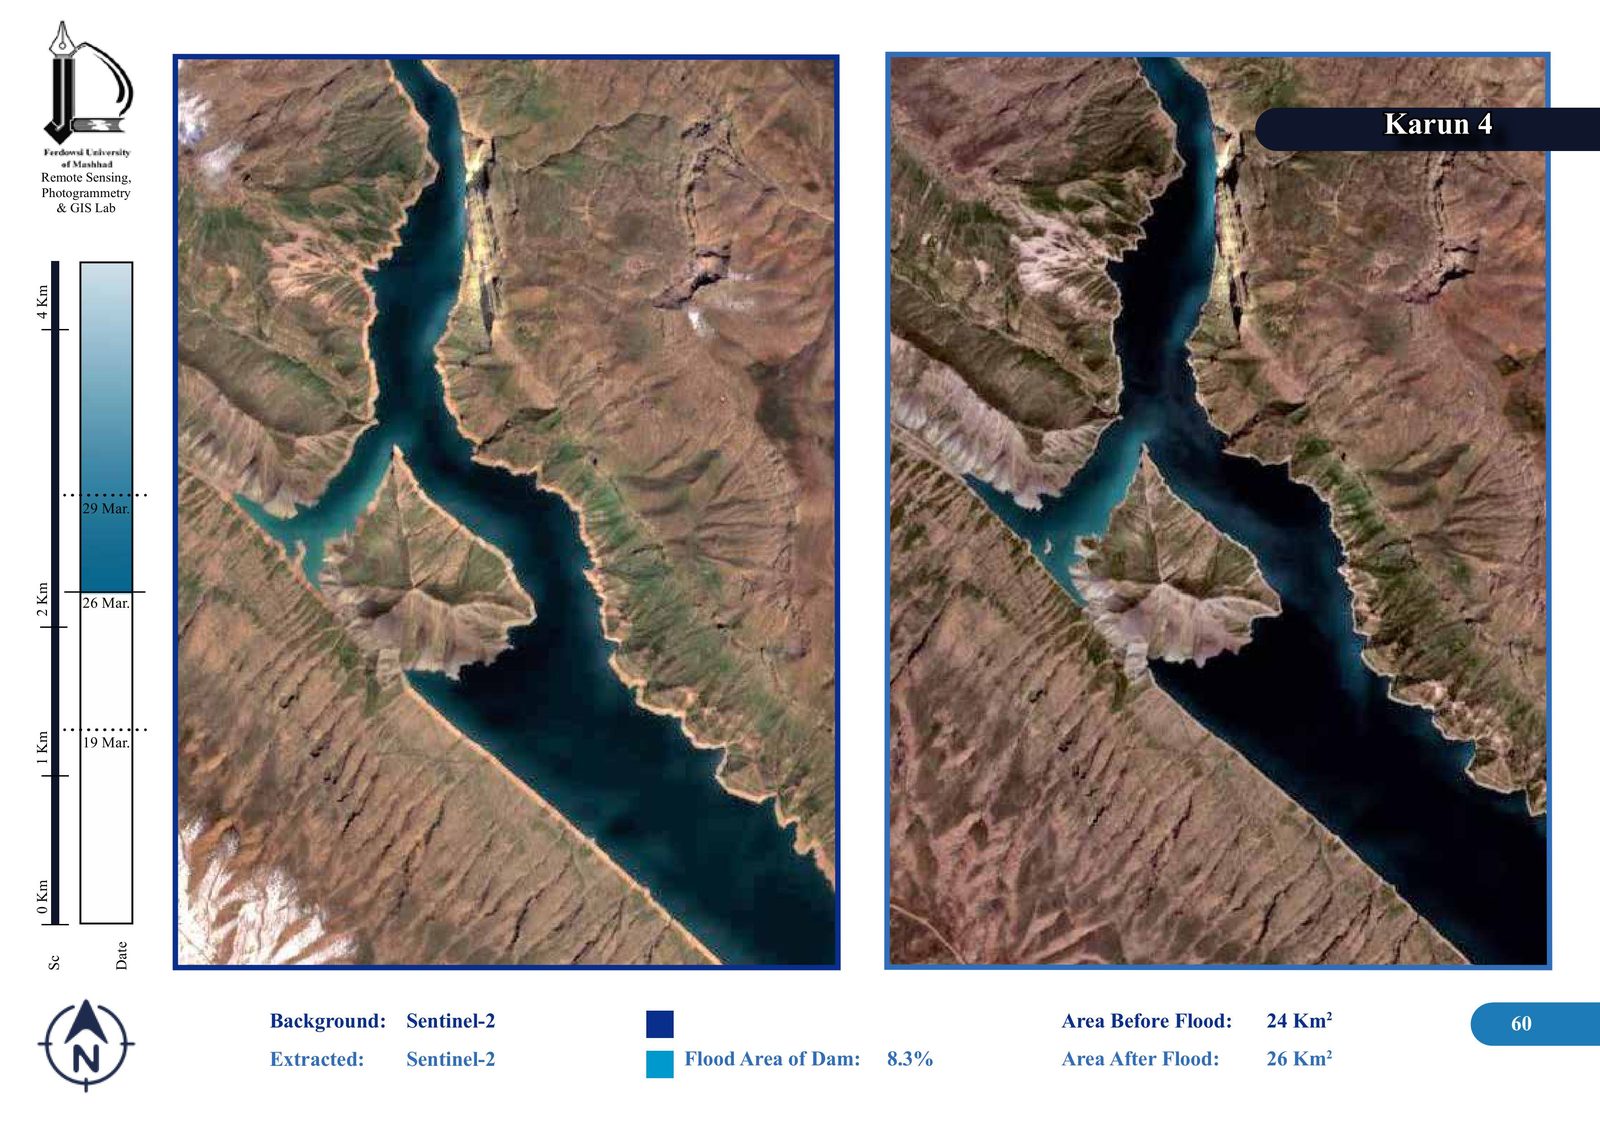 Ferdowsi University
of Mashhad
Remote Sensing,
Photogrammetry
& GIS Lab
Karun 4
4 Km
2 Km
1 Km
0 Km
Sc
29 Mar.
26 Mar.
19 Mar.
Date
N
Background: Sentinel-2
Extracted: Sentinel-2
Flood Area of Dam: 8.3%
Area Before Flood: 24 Km²
Area After Flood: 26 Km²
60